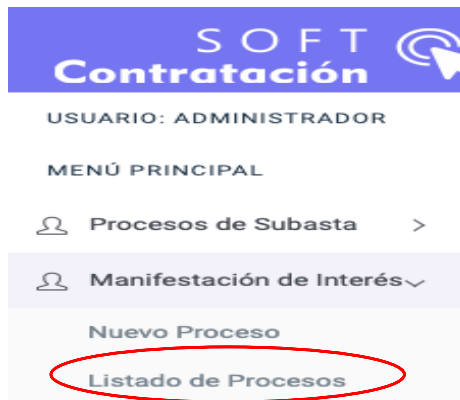 SOFT
Contratación
USUARIO: ADMINISTRADOR
MENÚ PRINCIPAL
Procesos de Subasta >
Manifestación de Interés
Nuevo Proceso
Listado de Procesos